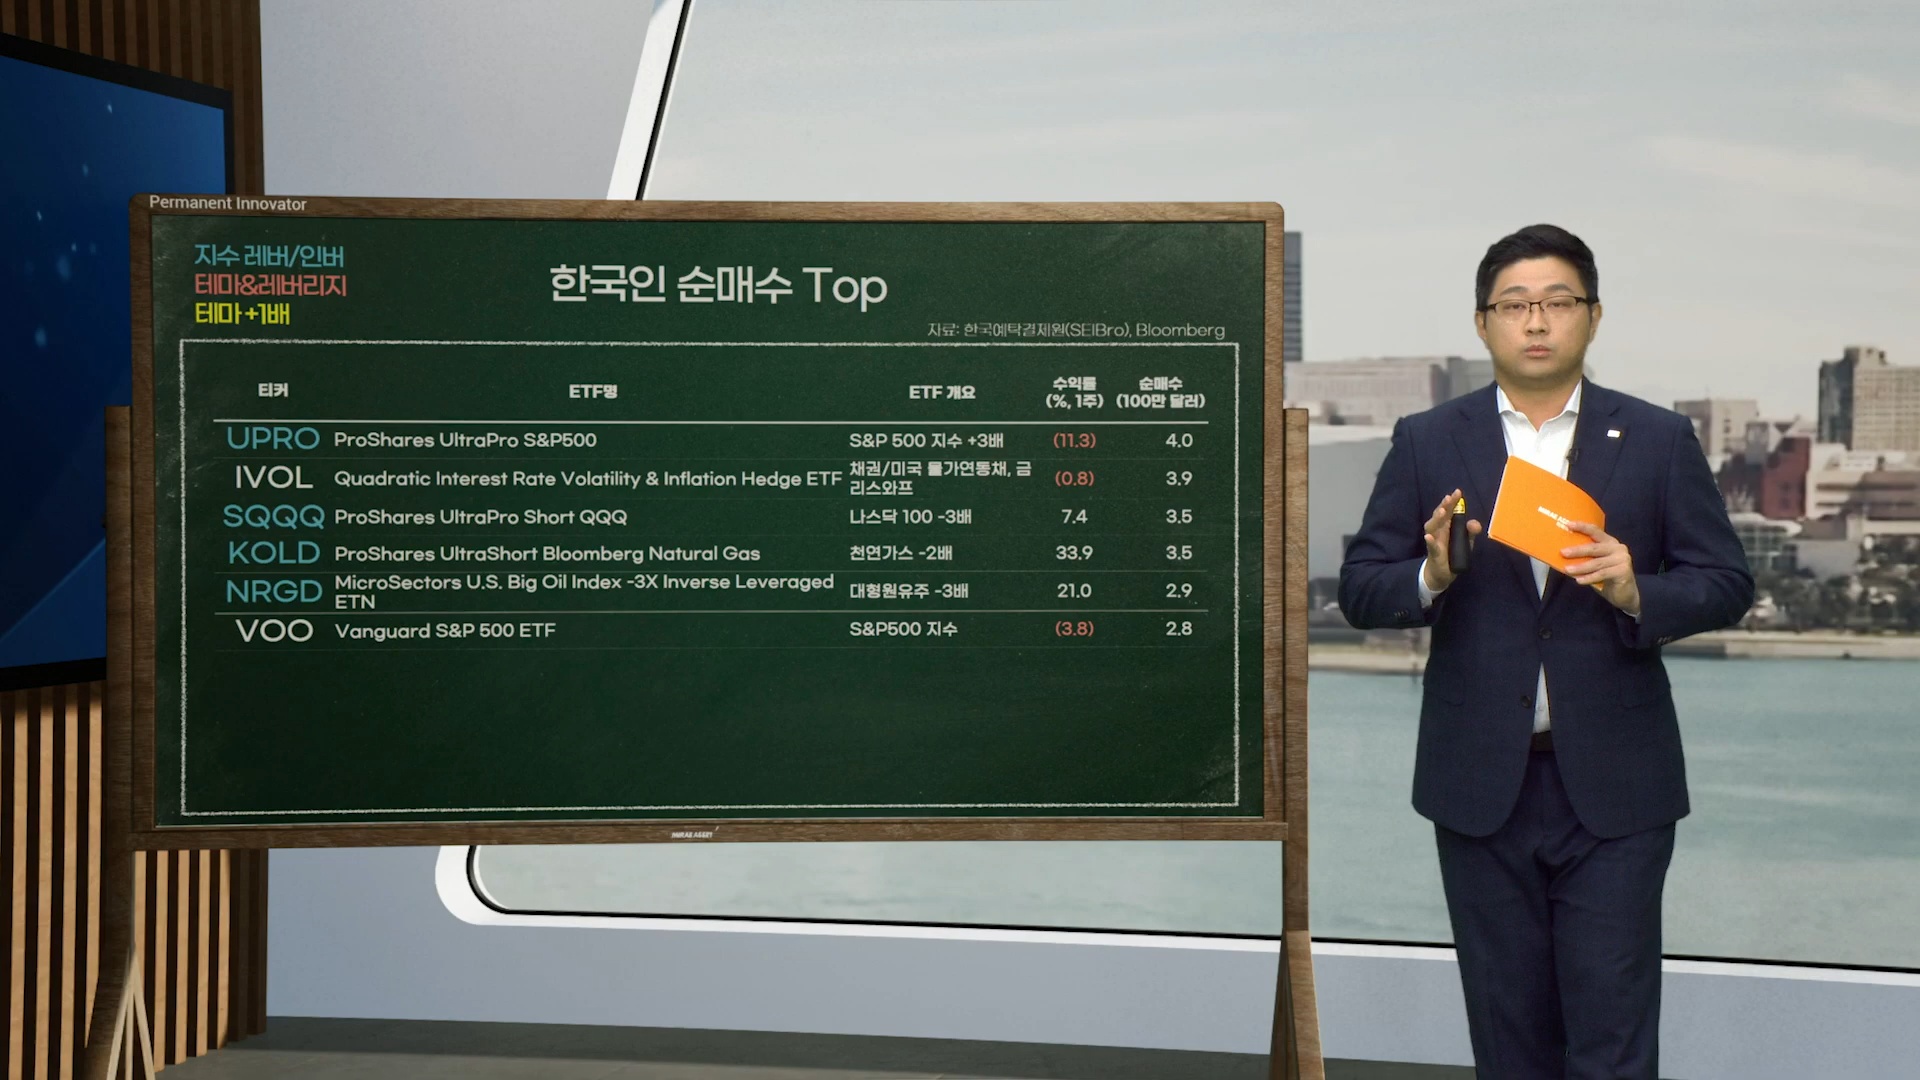 Permanent Innovator
지수 레버/인버
테마&레버리지
테마 +1배
한국인 순매수 Top
자료: 한국예탁결제원(SEIBro), Bloomberg
티커 ETF명 ETF 개요 수익률 (%, 1주) 순매수 (100만 달러)
UPRO ProShares UltraPro S&P500 S&P 500 지수 +3배 (11.3) 4.0
IVOL Quadratic Interest Rate Volatility & Inflation Hedge ETF 채권/미국 물가연동채, 금
리스와프 (0.8) 3.9
SQQQ ProShares UltraPro Short QQQ 나스닥 100 -3배 7.4 3.5
KOLD ProShares UltraShort Bloomberg Natural Gas 천연가스 -2배 33.9 3.5
NRGD MicroSectors U.S. Big Oil Index -3X Inverse Leveraged
ETN 대형원유주 -3배 21.0 2.9
VOO Vanguard S&P 500 ETF S&P500 지수 (3.8) 2.8
MIRAE ASSET
MIRAE ASSET